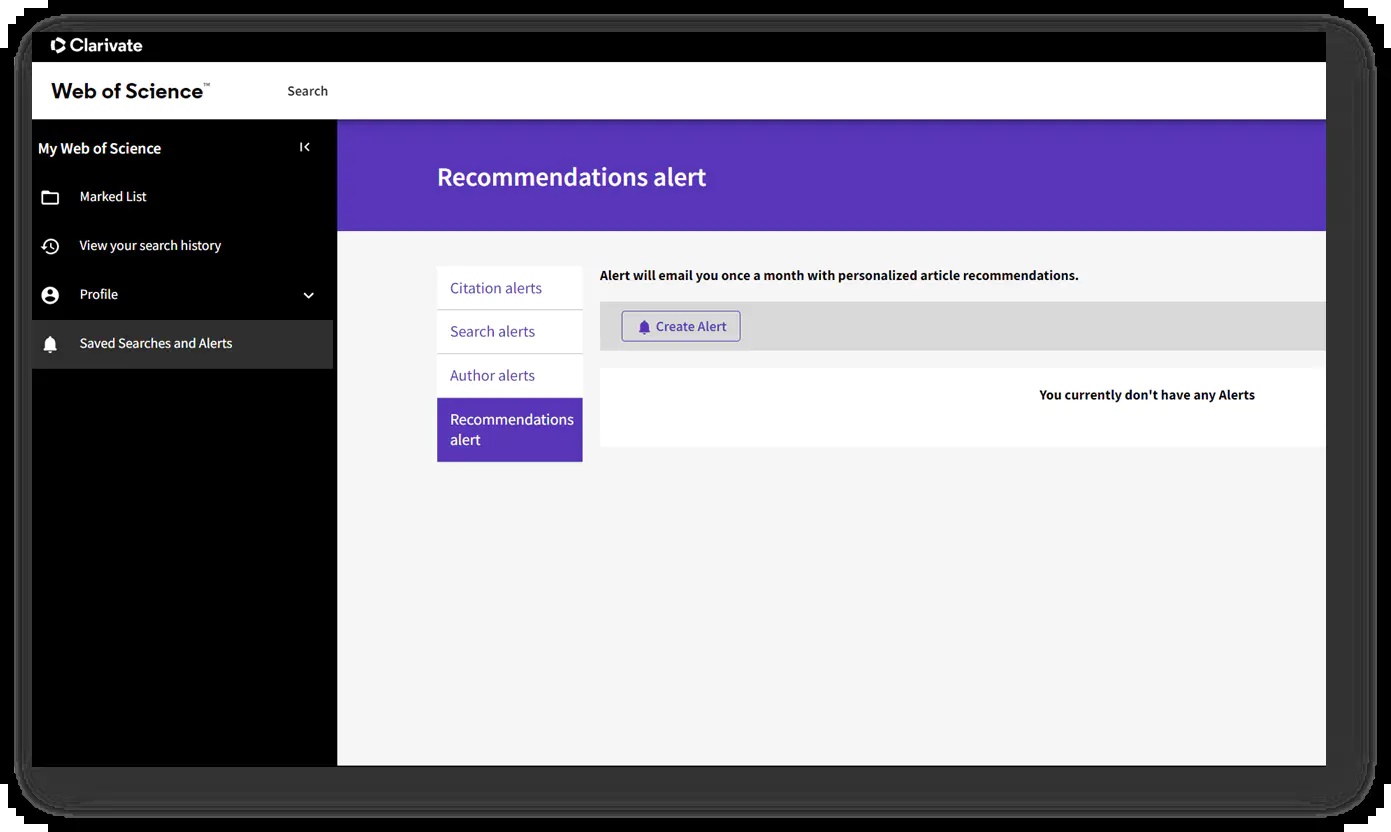 Clarivate
Web of Science™
Search
My Web of Science
Marked List
View your search history
Profile
Saved Searches and Alerts
Recommendations alert
Citation alerts
Search alerts
Author alerts
Recommendations
alert
Alert will email you once a month with personalized article recommendations.
Create Alert
You currently don't have any Alerts